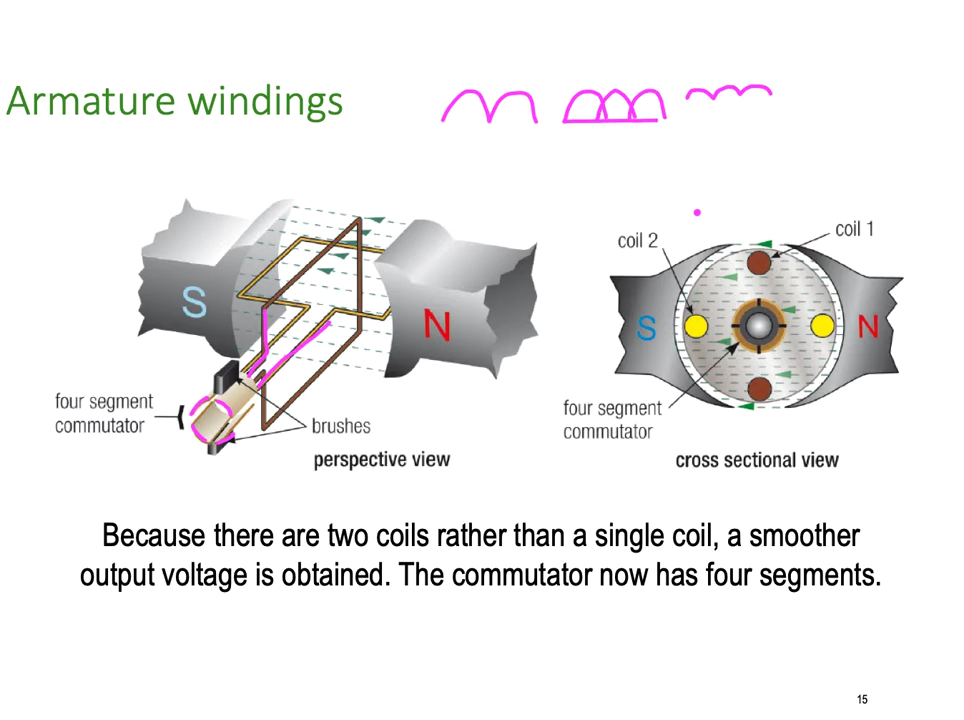 Armature windings
S
N
four segment
commutator
brushes
perspective view
coil 2
coil 1
S
N
four segment
commutator
cross sectional view
Because there are two coils rather than a single coil, a smoother
output voltage is obtained. The commutator now has four segments.
15